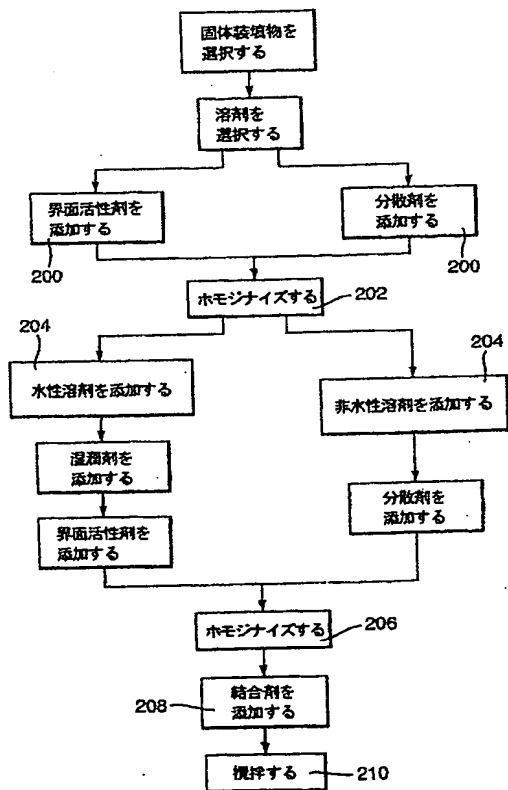 固体装填物を
選択する
溶剤を
選択する
界面活性剤を
添加する
200
分散剤を
添加する
200
ホモジナイズする
202
204
水性溶剤を添加する
204
非水性溶剤を添加する
湿潤剤を
添加する
界面活性剤を
添加する
分散剤を
添加する
ホモジナイズする
206
208
結合剤を
添加する
攪拌する
210